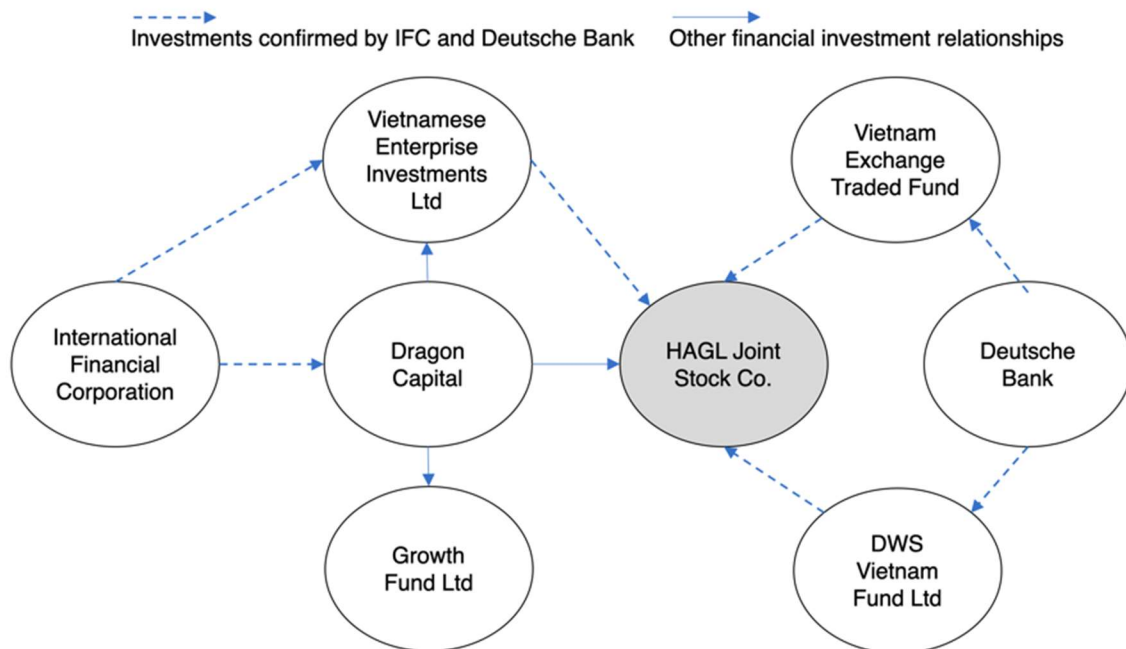 Investments confirmed by IFC and Deutsche Bank
Other financial investment relationships
Vietnamese
Enterprise
Investments
Ltd
Vietnam
Exchange
Traded Fund
International
Financial
Corporation
Dragon
Capital
HAGL Joint
Stock Co.
Deutsche
Bank
Growth
Fund Ltd
DWS
Vietnam
Fund Ltd